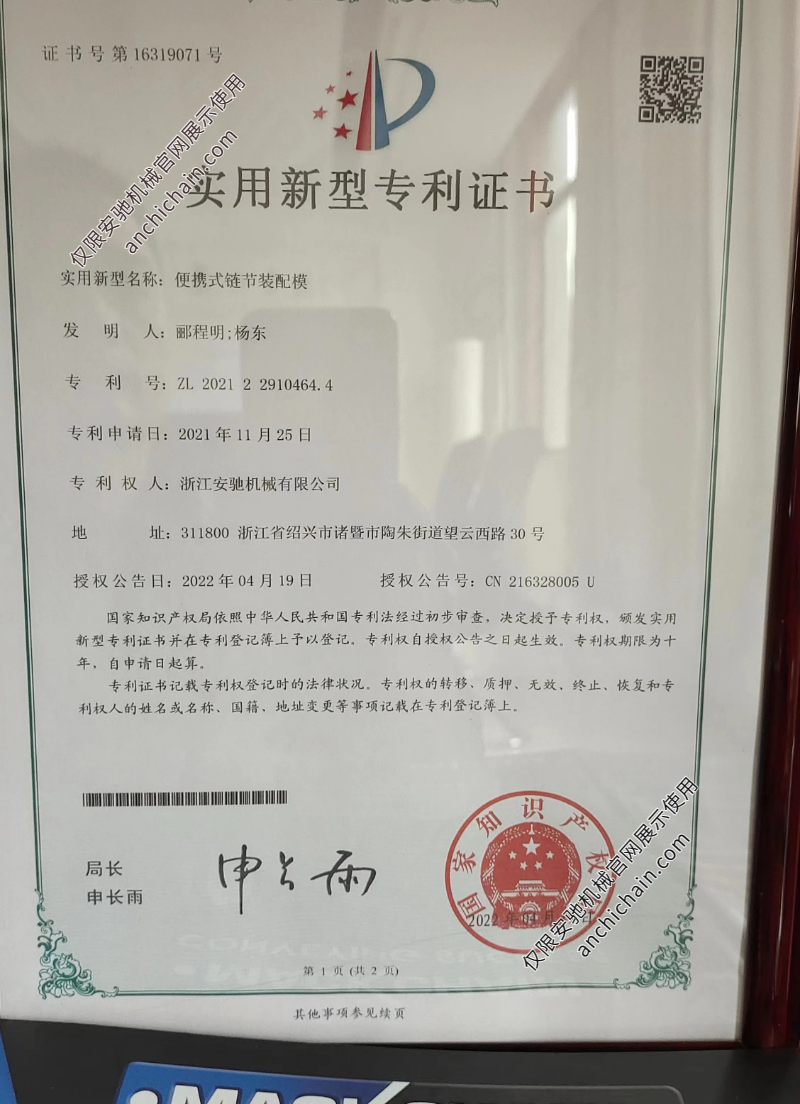 证书号第16319071号
仅限安驰机械官网展示使用
anchichain.com
实用新型专利证书
实用新型名称：便携式链节装配模
发明人：郦程明;杨东
专利号：ZL 2021 2 2910464.4
专利申请日：2021年11月25日
专利权人：浙江安驰机械有限公司
地址：311800 浙江省绍兴市诸暨市陶朱街道望云西路30号
授权公告日：2022年04月19日 授权公告号：CN 216328005 U
国家知识产权局依照中华人民共和国专利法经过初步审查，决定授予专利权，颁发实用
新型专利证书并在专利登记簿上予以登记。专利权自授权公告之日起生效。专利权期限为十
年，自申请日起算。
专利证书记载专利权登记时的法律状况。专利权的转移、质押、无效、终止、恢复和专
利权人的姓名或名称、国籍、地址变更等事项记载在专利登记簿上。
局长
申长雨
申长雨
国家知识产权
2022年04月
仅限安驰机械官网展示使用
anchichain.com
第1页(共2页)
其他事项参见续页